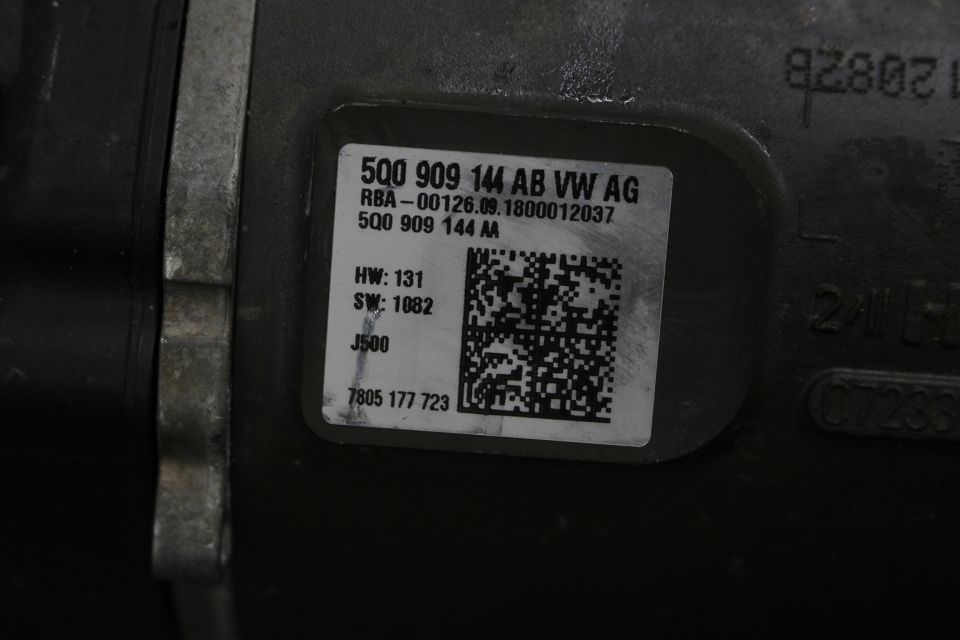 5Q0 909 144 AB VW AG
RBA-00126.09.1800012037
5Q0 909 144 AA
HW: 131
SW: 1082
J500
7805 177 723